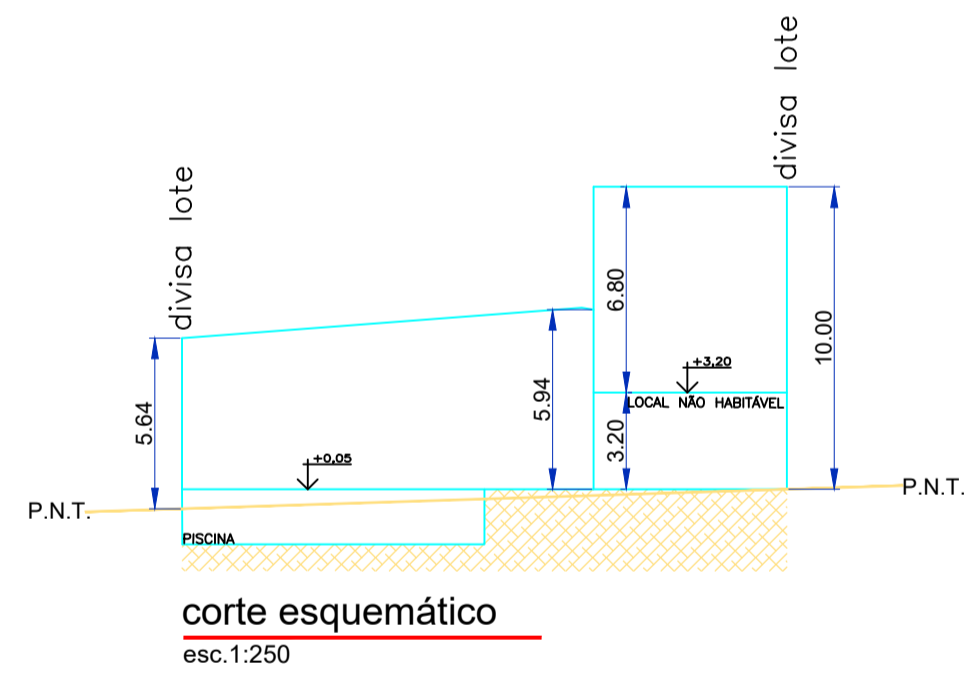 divisa lote
divisa lote
6.80
10.00
+3,20
LOCAL NÃO HABITÁVEL
5.64
5.94
3.20
+0,05
P.N.T.
P.N.T.
PISCINA
corte esquemático
esc.1:250